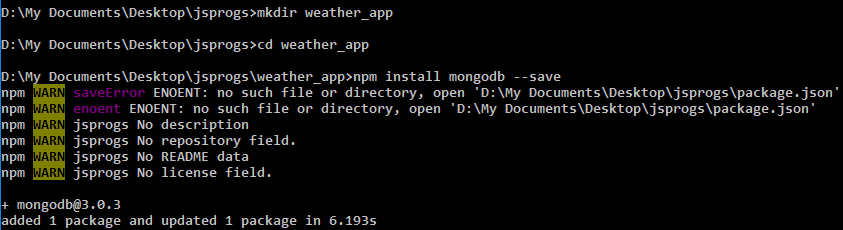 D:\My Documents\Desktop\jsprogs>mkdir weather_app
D:\My Documents\Desktop\jsprogs>cd weather_app
D:\My Documents\Desktop\jsprogs\weather_app>npm install mongodb --save
npm WARN saveError ENOENT: no such file or directory, open 'D:\My Documents\Desktop\jsprogs\package.json'
npm WARN enoent ENOENT: no such file or directory, open 'D:\My Documents\Desktop\jsprogs\package.json'
npm WARN jsprogs No description
npm WARN jsprogs No repository field.
npm WARN jsprogs No README data
npm WARN jsprogs No license field.
+ mongodb@3.0.3
added 1 package and updated 1 package in 6.193s